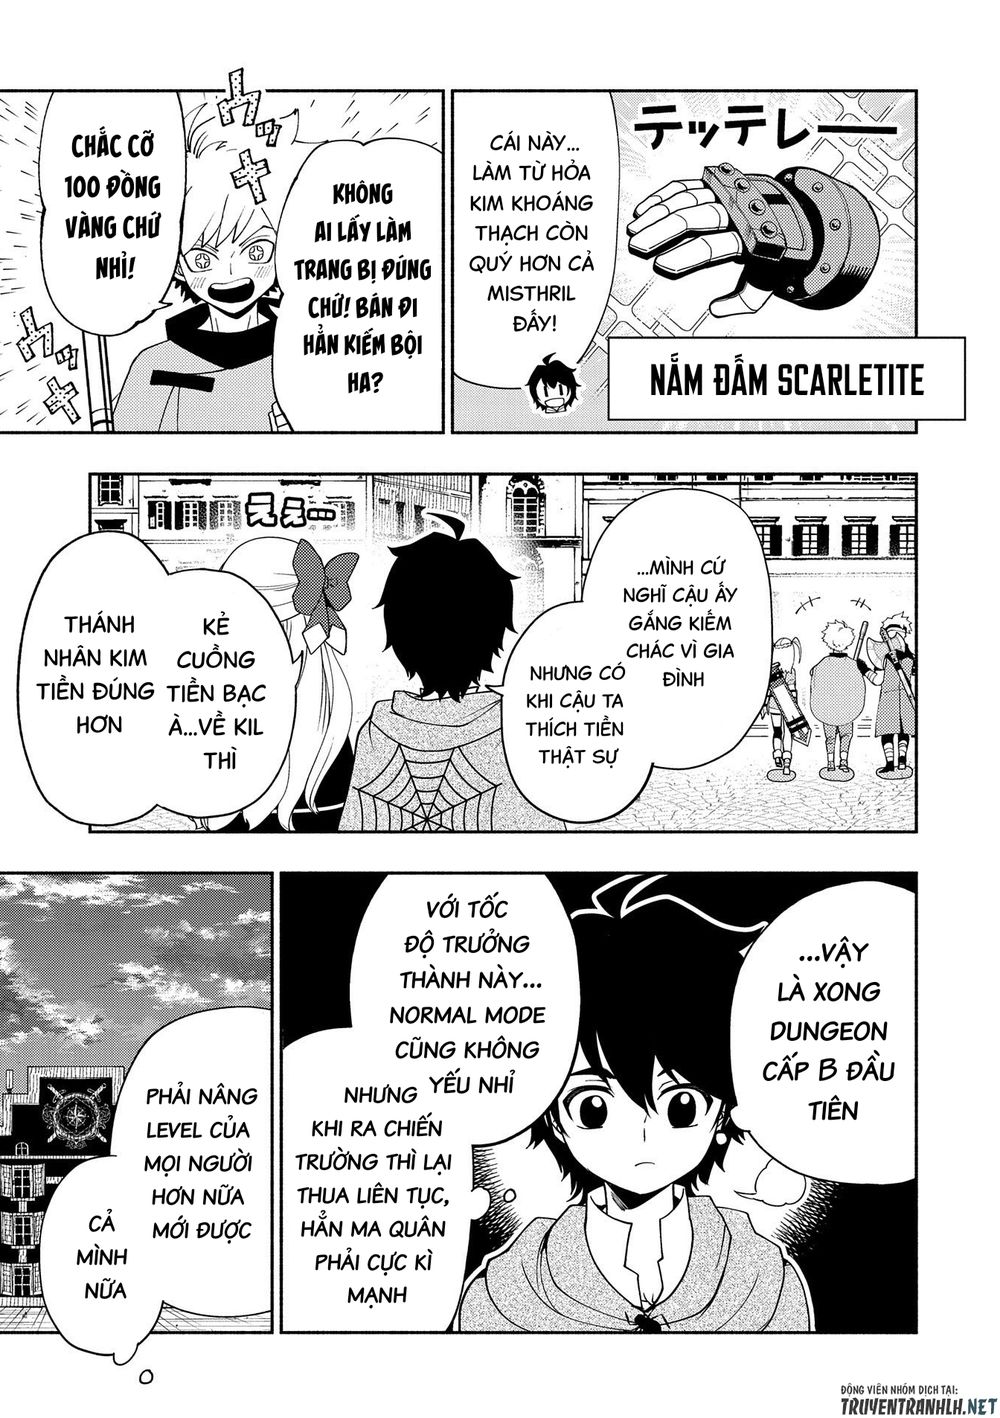 テッテレー
CÁI NÀY...
LÀM TỪ HỎA
KIM KHOÁNG
THẠCH CÒN
QUÝ HƠN CẢ
MISTHRIL
ĐẤY!
NẮM ĐẤM SCARLETITE
KHÔNG
AI LẤY LÀM
TRANG BỊ ĐÚNG
CHỨ! BÁN ĐI
HẲN KIẾM BỘI
HA?
ウッ
ウッ
CHẮC CỠ
100 ĐỒNG
VÀNG CHỨ
NHỈ!
...MÌNH CỨ
NGHĨ CẬU ẤY
GẮNG KIẾM
CHÁC VÌ GIA
ĐÌNH
NHƯNG CÓ
KHI CẬU TA
THÍCH TIỀN
THẬT SỰ
ええ…
KẺ
CUỒNG
TIỀN BẠC
À...VỀ KIL
THÌ
THÁNH
NHÂN KIM
TIỀN ĐÚNG
HƠN
...VẬY
LÀ XONG
DUNGEON
CẤP B ĐẦU
TIÊN
VỚI TỐC
ĐỘ TRƯỞNG
THÀNH NÀY...
NORMAL MODE
CŨNG KHÔNG
YẾU NHỈ
NHƯNG
KHI RA CHIẾN
TRƯỜNG THÌ LẠI
THUA LIÊN TỤC,
HẲN MA QUÂN
PHẢI CỰC KÌ
MẠNH
PHẢI NÂNG
LEVEL CỦA
MỌI NGƯỜI
HƠN NỮA
MỚI ĐƯỢC
CẢ
MÌNH
NỮA
ĐỘNG VIÊN NHÓM DỊCH TẠI:
TRUYENTRANHLH.NET